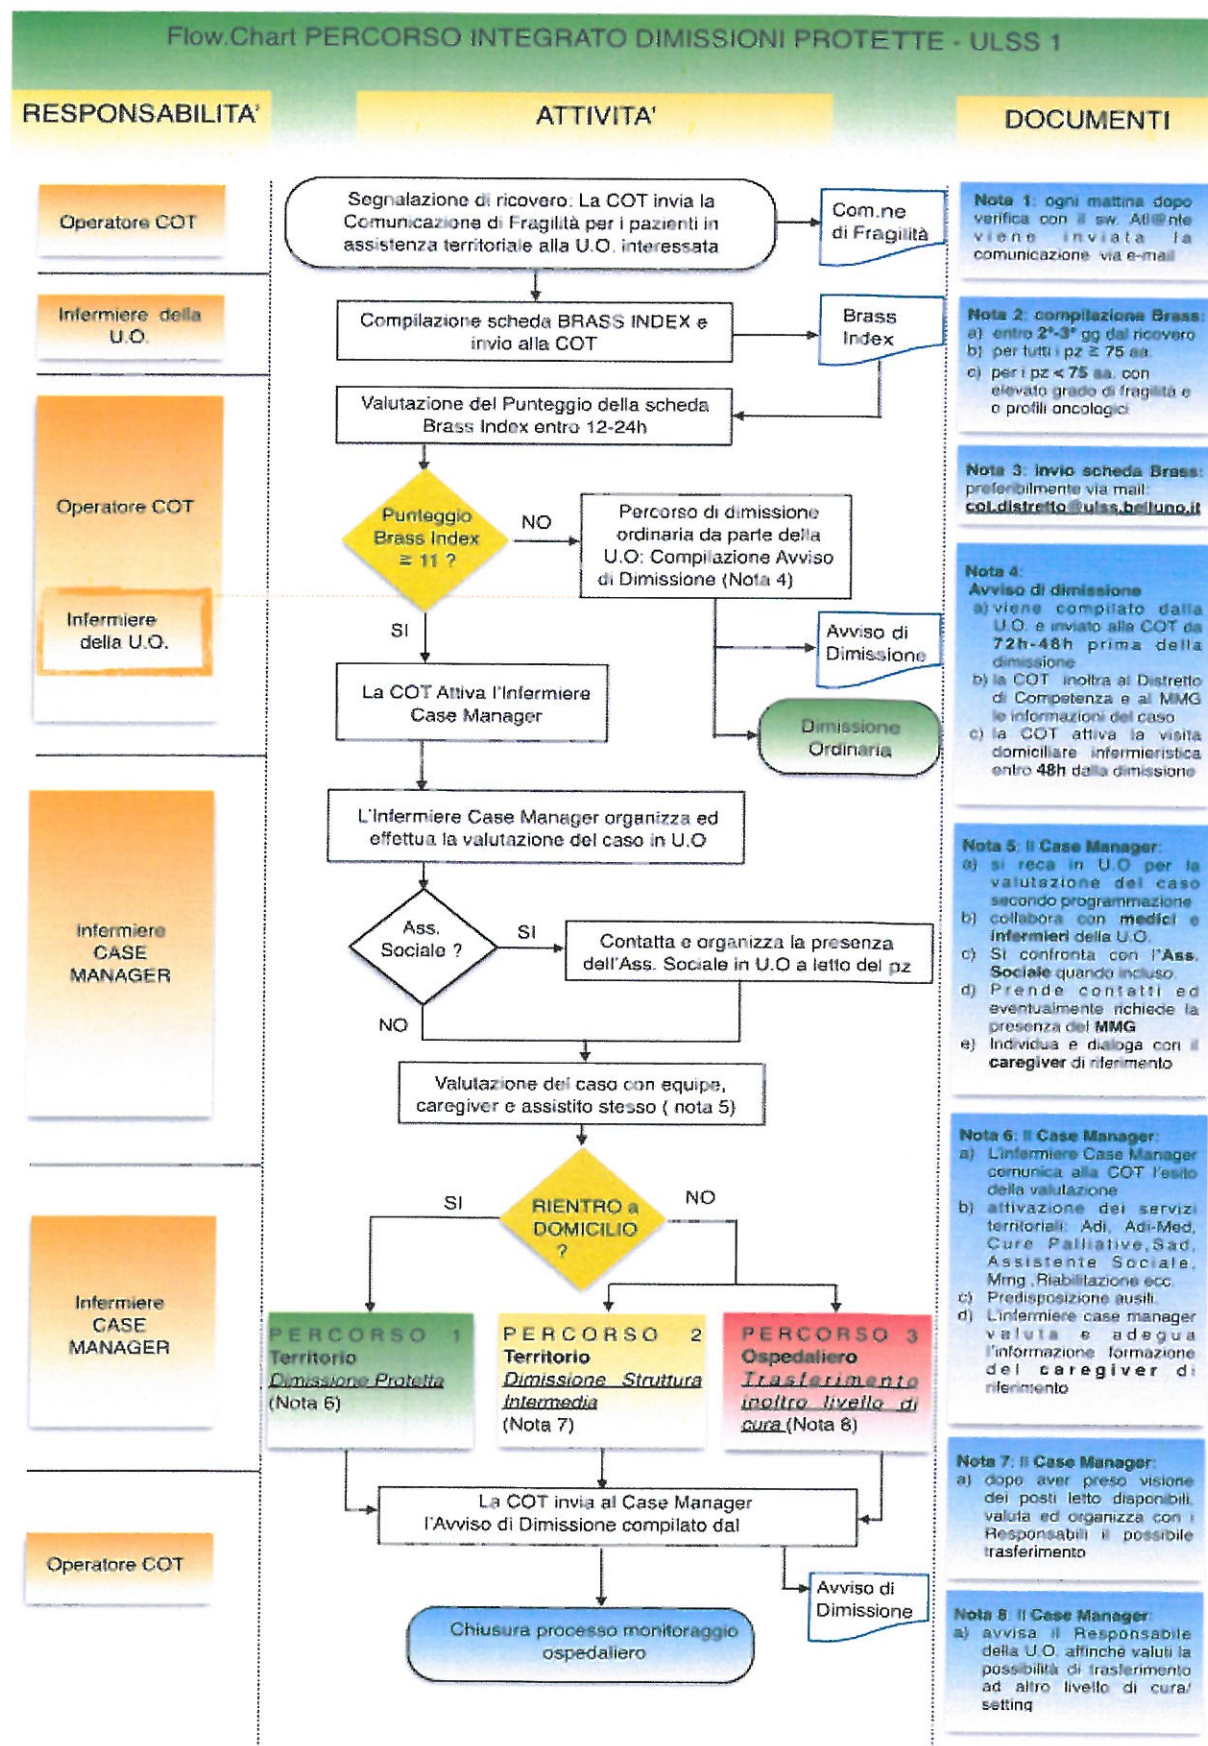 Flow.Chart PERCORSO INTEGRATO DIMISSIONI PROTETTE - ULSS 1
RESPONSABILITA'
ATTIVITA'
DOCUMENTI
Operatore COT
Segnalazione di ricovero: La COT invia la
Comunicazione di Fragilità per i pazienti in
assistenza territoriale alla U.O. interessata
Com.ne
di Fragilità
Nota 1: ogni mattina dopo
verifica con il sw. Atl@nte
viene inviata la
comunicazione via e-mail
Infermiere della
U.O.
Compilazione scheda BRASS INDEX e
invio alla COT
Brass
Index
Nota 2: compilazione Brass:
a) entro 2°-3° gg dal ricovero
b) per tutti i pz ≥ 75 aa.
c) per i pz < 75 aa. con
elevato grado di fragilità e
o profili oncologici
Valutazione del Punteggio della scheda
Brass Index entro 12-24h
Nota 3: Invio scheda Brass:
preferibilmente via mail:
cot.distretto@ulss.belluno.it
Operatore COT
Punteggio
Brass Index
≥ 11 ?
NO
SI
Percorso di dimissione
ordinaria da parte della
U.O: Compilazione Avviso
di Dimissione (Nota 4)
Infermiere
della U.O.
Avviso di
Dimissione
Nota 4:
Avviso di dimissione
a) viene compilato dalla
U.O. e inviato alla COT da
72h-48h prima della
dimissione
b) la COT inoltra al Distretto
di Competenza e al MMG
le informazioni del caso
c) la COT attiva la visita
domiciliare infermieristica
entro 48h dalla dimissione
La COT Attiva l'Infermiere
Case Manager
Dimissione
Ordinaria
L'Infermiere Case Manager organizza ed
effettua la valutazione del caso in U.O
Infermiere
CASE
MANAGER
Ass.
Sociale ?
SI
NO
Contatta e organizza la presenza
dell'Ass. Sociale in U.O a letto del pz
Nota 5: Il Case Manager:
a) si reca in U.O per la
valutazione del caso
secondo programmazione
b) collabora con medici e
infermieri della U.O.
c) Si confronta con l'Ass.
Sociale quando incluso.
d) Prende contatti ed
eventualmente richiede la
presenza del MMG
e) Individua e dialoga con il
caregiver di riferimento
Valutazione del caso con equipe,
caregiver e assistito stesso ( nota 5)
Nota 6: Il Case Manager:
a) L'infermiere Case Manager
comunica alla COT l'esito
della valutazione
b) attivazione dei servizi
territoriali: Adi, Adi-Med,
Cure Palliative,Sad,
Assistente Sociale,
Mmg ,Riabilitazione ecc.
c) Predisposizione ausili.
d) L'infermiere case manager
valuta e adegua
l'informazione formazione
del caregiver di
riferimento
RIENTRO a
DOMICILIO
?
SI
NO
Infermiere
CASE
MANAGER
PERCORSO 1
Territorio
Dimissione Protetta
(Nota 6)
PERCORSO 2
Territorio
Dimissione Struttura
Intermedia
(Nota 7)
PERCORSO 3
Ospedaliero
Trasferimento
inoltro livello di
cura (Nota 8)
Nota 7: Il Case Manager:
a) dopo aver preso visione
dei posti letto disponibili,
valuta ed organizza con i
Responsabili il possibile
trasferimento
Operatore COT
La COT invia al Case Manager
l'Avviso di Dimissione compilato dal
Avviso di
Dimissione
Chiusura processo monitoraggio
ospedaliero
Nota 8: Il Case Manager:
a) avvisa il Responsabile
della U.O. affinchè valuti la
possibilità di trasferimento
ad altro livello di cura/
setting